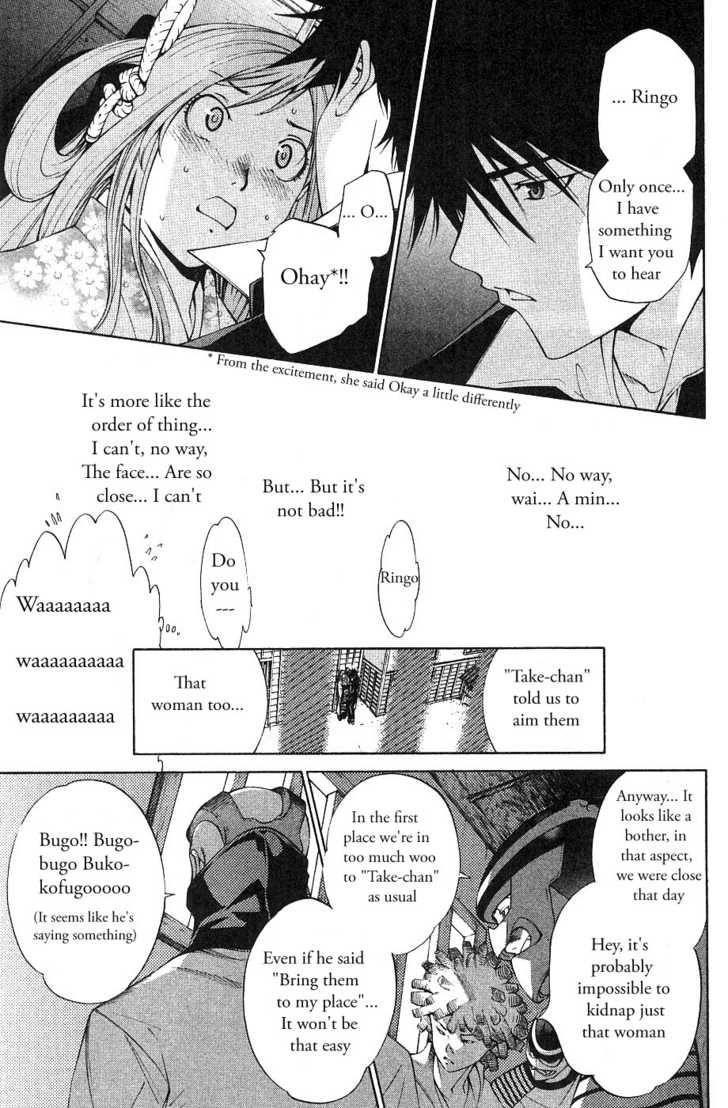 ... Ringo
Only once...
I have
something
I want you
to hear
... O...
Ohay*!!
* From the excitement, she said Okay a little differently
No... No way,
wai... A min...
No...
But... But it's
not bad!!
It's more like the
order of thing...
I can't, no way,
The face... Are so
close... I can't
Ringo
Do
you
---
Waaaaaaaa
waaaaaaaaaaa
waaaaaaaaa
"Take-chan"
told us to
aim them
That
woman too...
Anyway... It
looks like a
bother, in
that aspect,
we were close
that day
Hey, it's
probably
impossible to
kidnap just
that woman
In the first
place we're in
too much woo
to "Take-chan"
as usual
Even if he said
"Bring them
to my place"...
It won't be
that easy
Bugo!! Bugo-
bugo Buko-
kofugooooo
(It seems like he's
saying something)